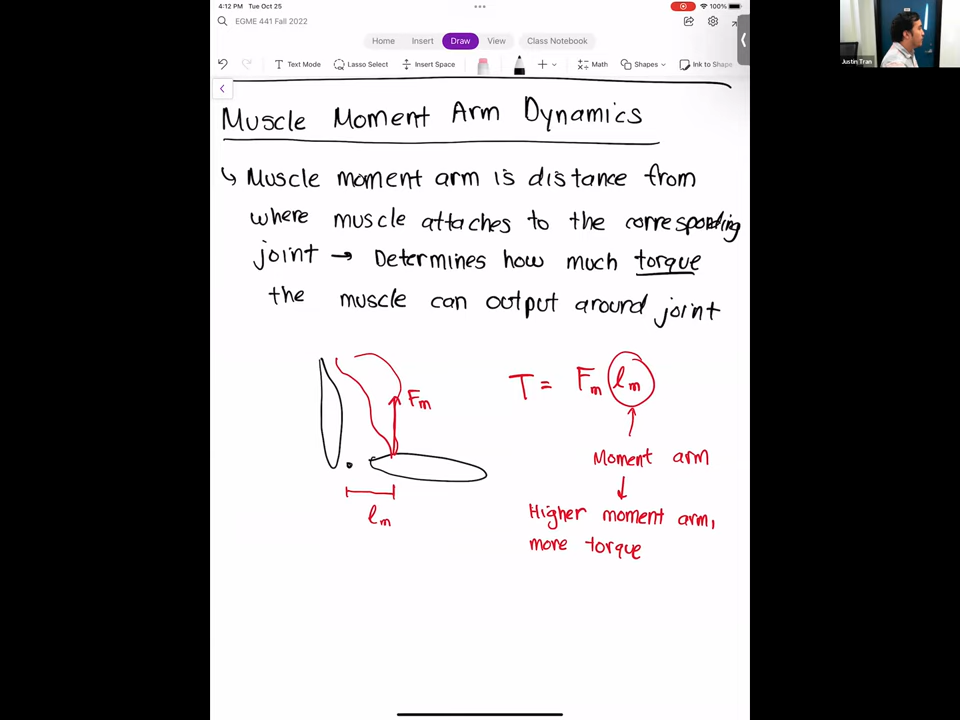 4:12 PM Tue Oct 25
100%
EGME 441 Fall 2022
Home Insert Draw View Class Notebook
Text Mode Lasso Select Insert Space Math Shapes Ink to Shape
Justin Tran
Muscle Moment Arm Dynamics
↳ Muscle moment arm is distance from
where muscle attaches to the corresponding
joint → Determines how much torque
the muscle can output around joint
Fm
lm
T = Fm lm
Moment arm
Higher moment arm,
more torque